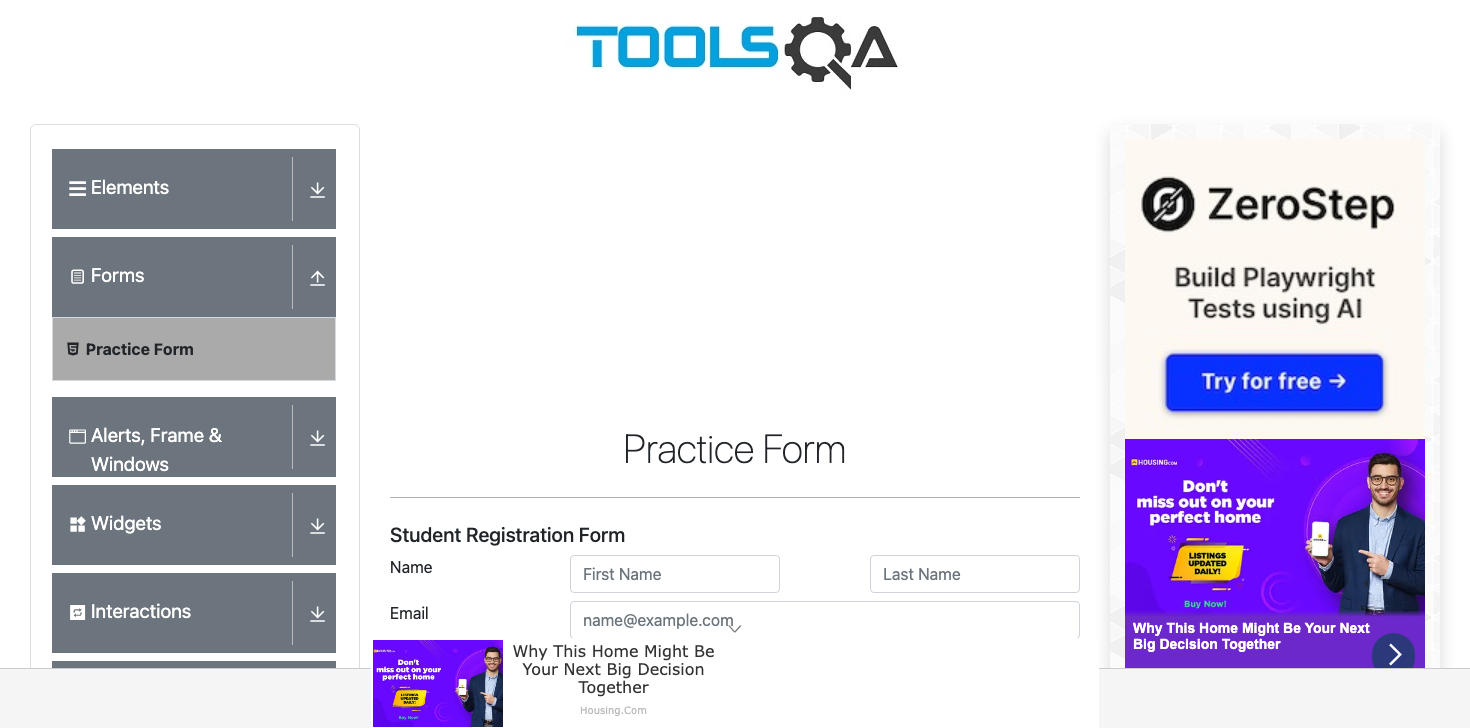 TOOLSQA
Elements
Forms
Practice Form
Alerts, Frame &
Windows
Widgets
Interactions
Practice Form
Student Registration Form
Name
First Name
Last Name
Email
name@example.com
ZeroStep
Build Playwright
Tests using AI
Try for free →
HOUSING.COM
Don't
miss out on your
perfect home
LISTINGS
UPDATED
DAILY!
Buy Now!
Why This Home Might Be Your Next
Big Decision Together
Don't
miss out on your
perfect home
LISTINGS
UPDATED
DAILY!
Buy Now!
Why This Home Might Be
Your Next Big Decision
Together
Housing.Com